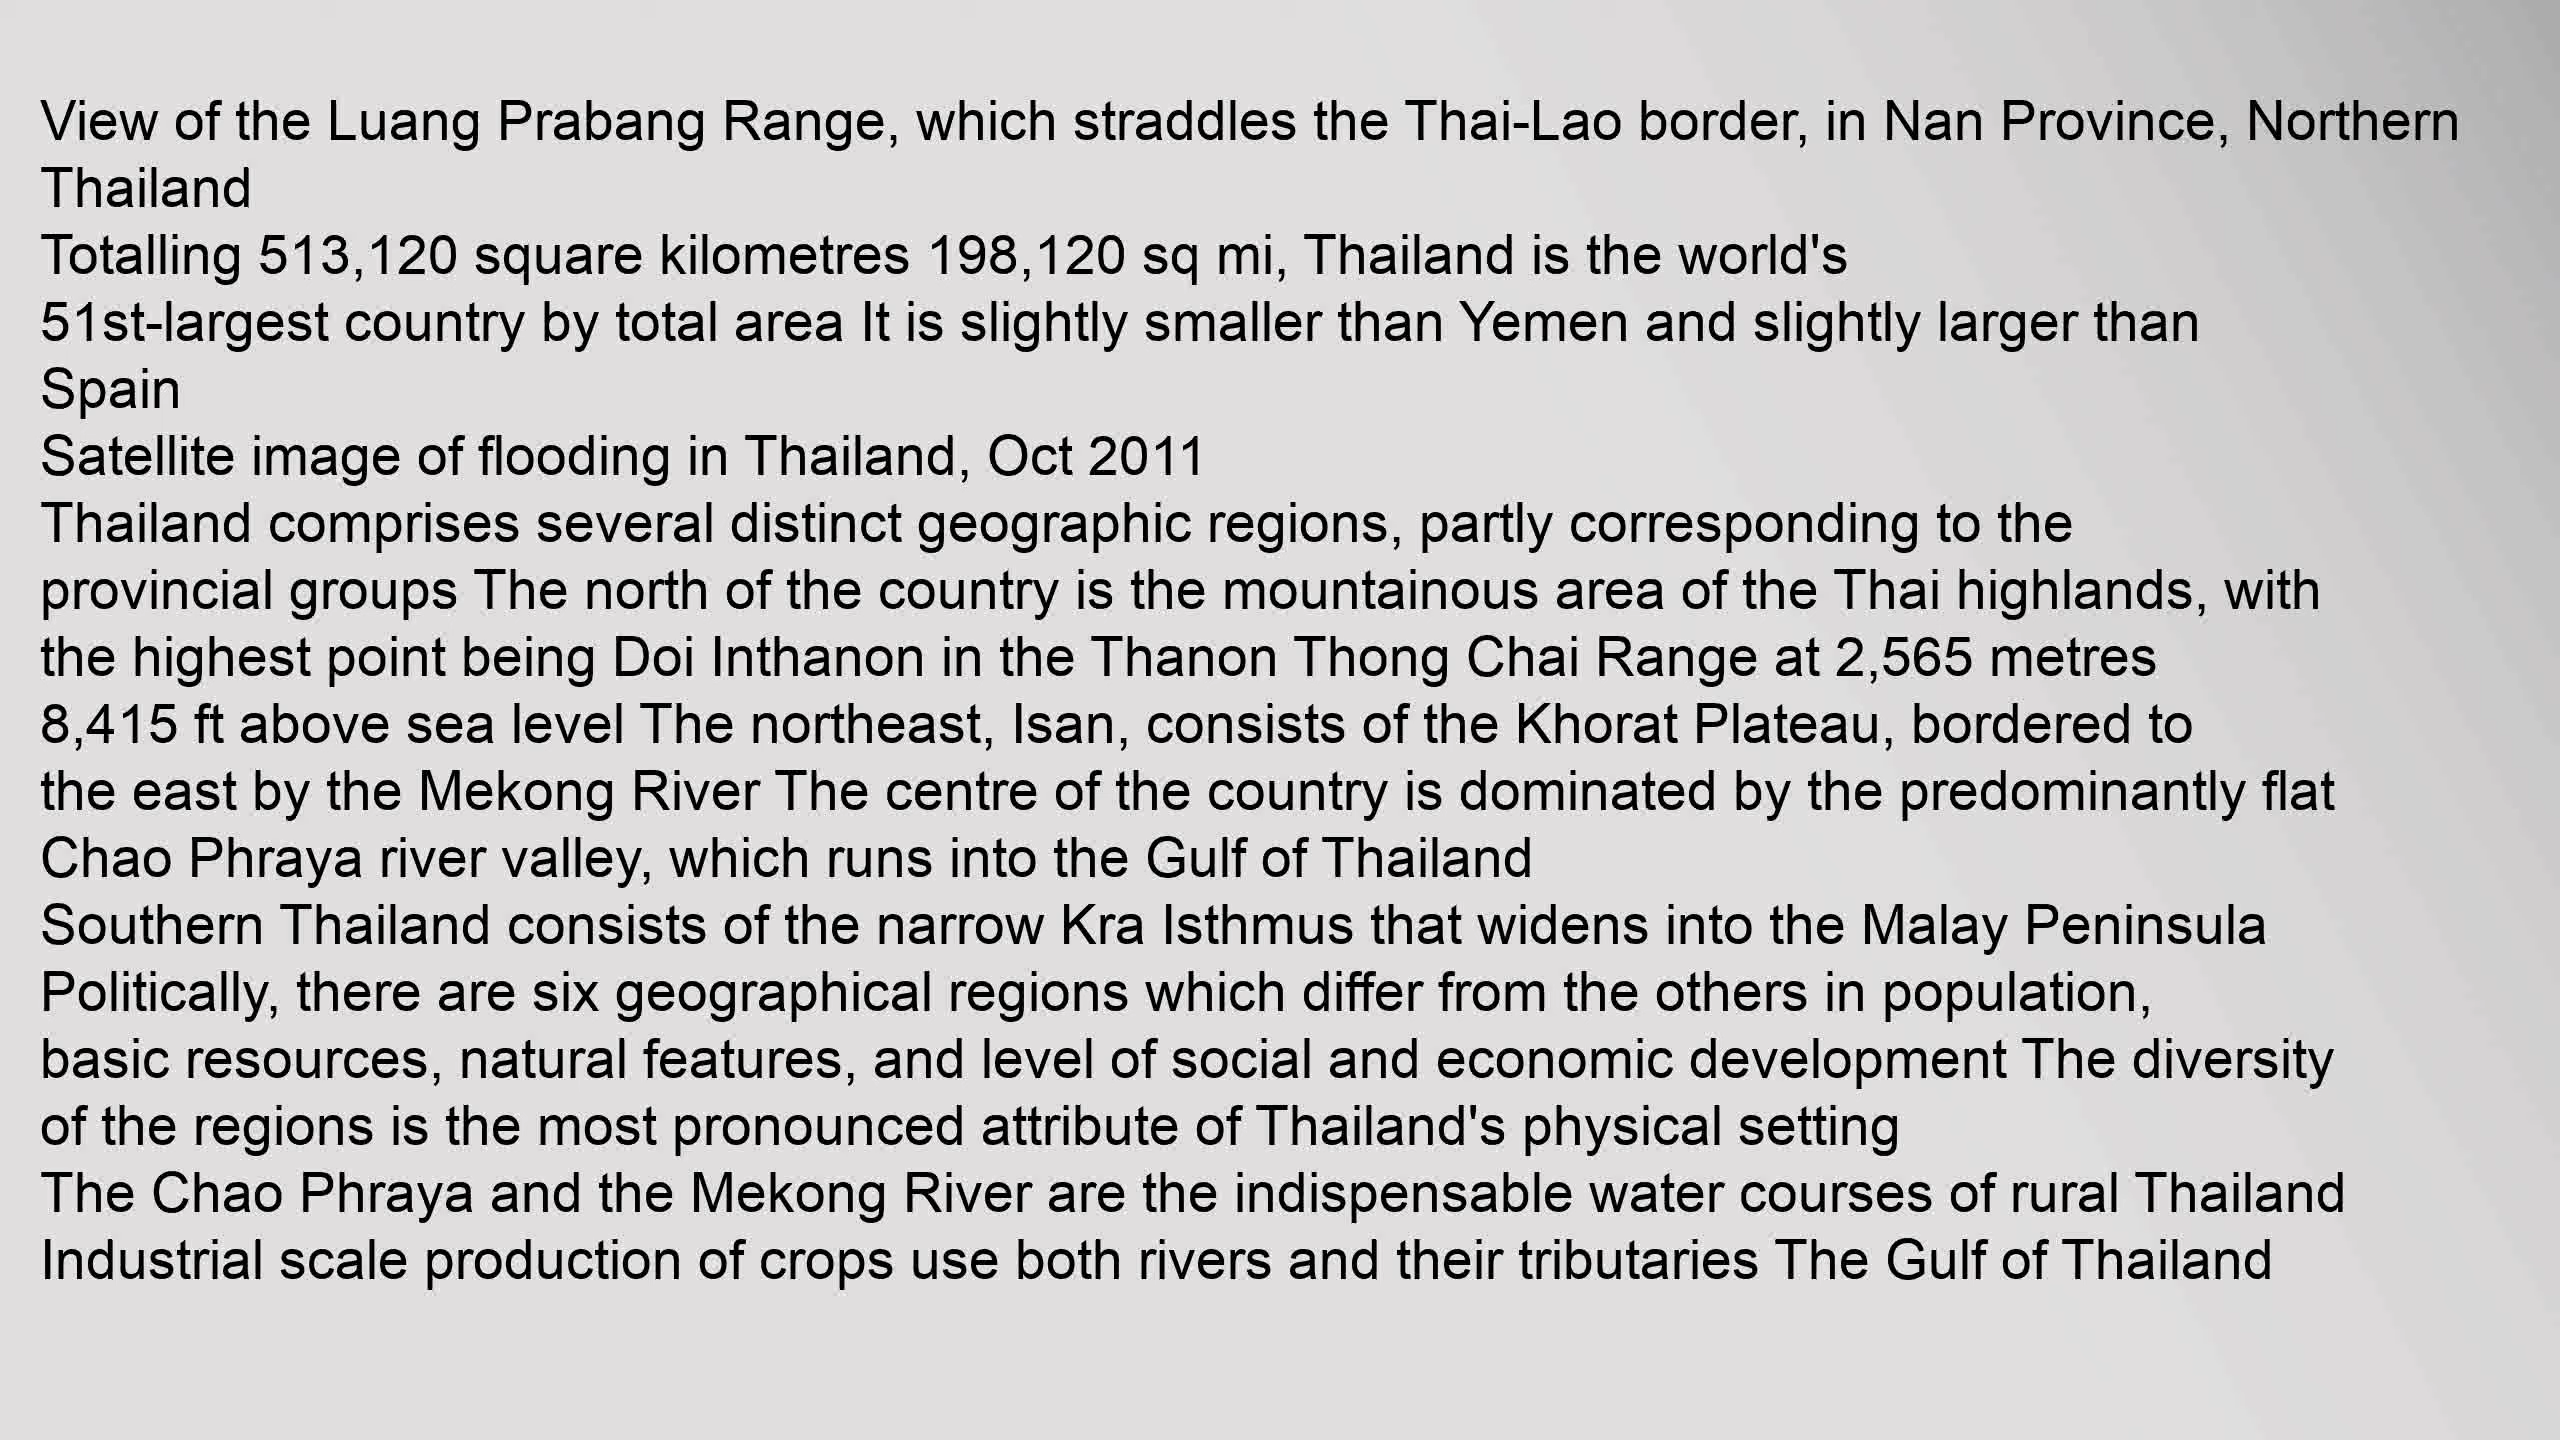 View of the Luang Prabang Range, which straddles the Thai-Lao border, in Nan Province, Northern
Thailand
Totalling 513,120 square kilometres 198,120 sq mi, Thailand is the world's
51st-largest country by total area It is slightly smaller than Yemen and slightly larger than
Spain
Satellite image of flooding in Thailand, Oct 2011
Thailand comprises several distinct geographic regions, partly corresponding to the
provincial groups The north of the country is the mountainous area of the Thai highlands, with
the highest point being Doi Inthanon in the Thanon Thong Chai Range at 2,565 metres
8,415 ft above sea level The northeast, Isan, consists of the Khorat Plateau, bordered to
the east by the Mekong River The centre of the country is dominated by the predominantly flat
Chao Phraya river valley, which runs into the Gulf of Thailand
Southern Thailand consists of the narrow Kra Isthmus that widens into the Malay Peninsula
Politically, there are six geographical regions which differ from the others in population,
basic resources, natural features, and level of social and economic development The diversity
of the regions is the most pronounced attribute of Thailand's physical setting
The Chao Phraya and the Mekong River are the indispensable water courses of rural Thailand
Industrial scale production of crops use both rivers and their tributaries The Gulf of Thailand